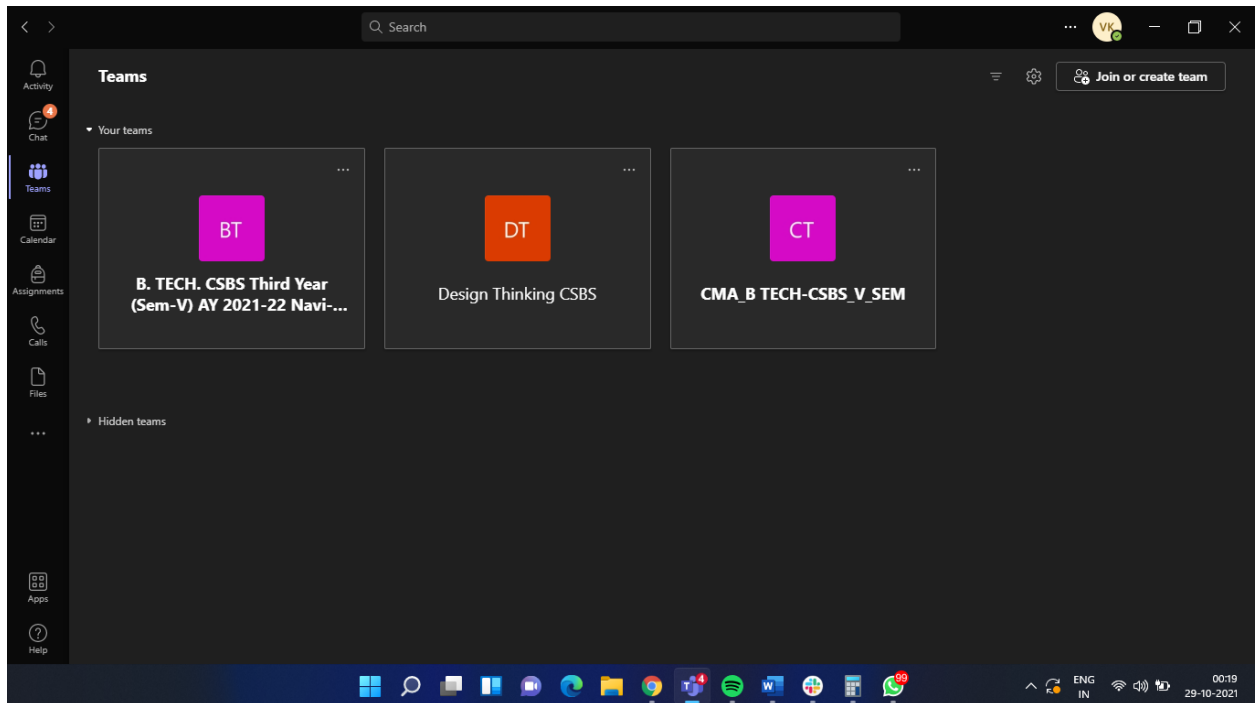 Search
VK
Activity
4
Chat
Teams
Calendar
Assignments
Calls
Files
Apps
Help
Teams
Join or create team
Your teams
BT
B. TECH. CSBS Third Year
(Sem-V) AY 2021-22 Navi-...
DT
Design Thinking CSBS
CT
CMA_B TECH-CSBS_V_SEM
Hidden teams
4
W
99
ENG
IN
00:19
29-10-2021